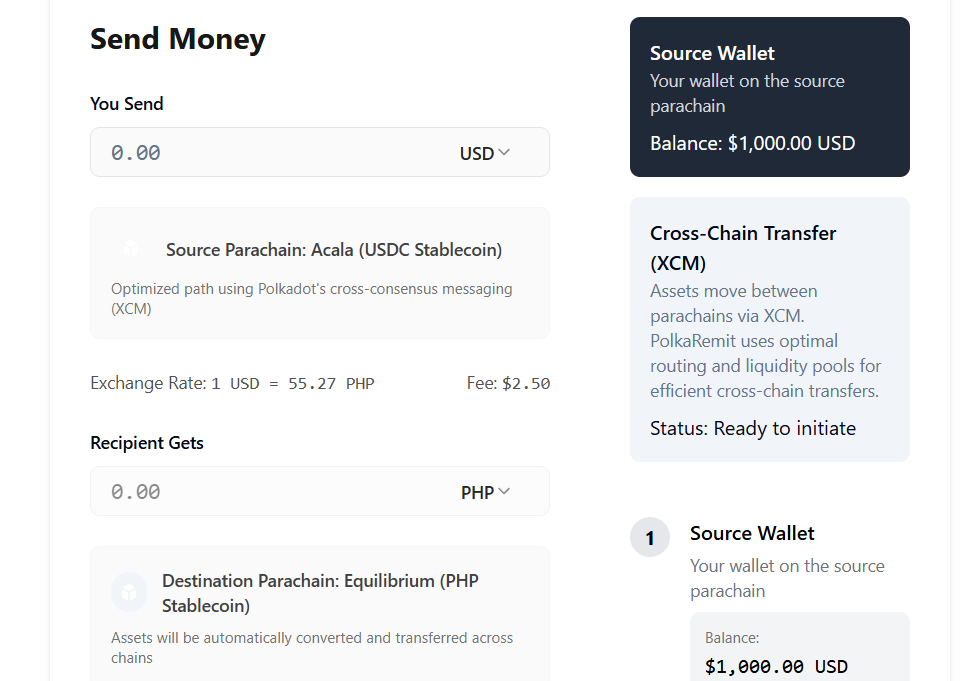 Send Money
You Send
0.00
USD
Source Parachain: Acala (USDC Stablecoin)
Optimized path using Polkadot's cross-consensus messaging
(XCM)
Exchange Rate: 1 USD = 55.27 PHP
Fee: $2.50
Recipient Gets
0.00
PHP
Destination Parachain: Equilibrium (PHP
Stablecoin)
Assets will be automatically converted and transferred across
chains
Source Wallet
Your wallet on the source
parachain
Balance: $1,000.00 USD
Cross-Chain Transfer
(XCM)
Assets move between
parachains via XCM.
PolkaRemit uses optimal
routing and liquidity pools for
efficient cross-chain transfers.
Status: Ready to initiate
1
Source Wallet
Your wallet on the source
parachain
Balance:
$1,000.00 USD